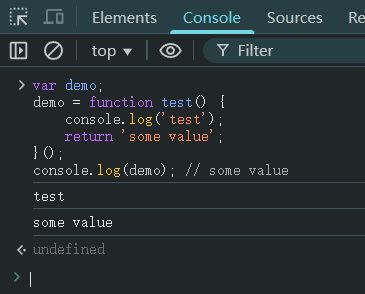 Elements Console Sources Re
top ▼ Filter
> var demo;
demo = function test() {
    console.log('test');
    return 'some value';
}();
console.log(demo); // some value
test
some value
undefined
>